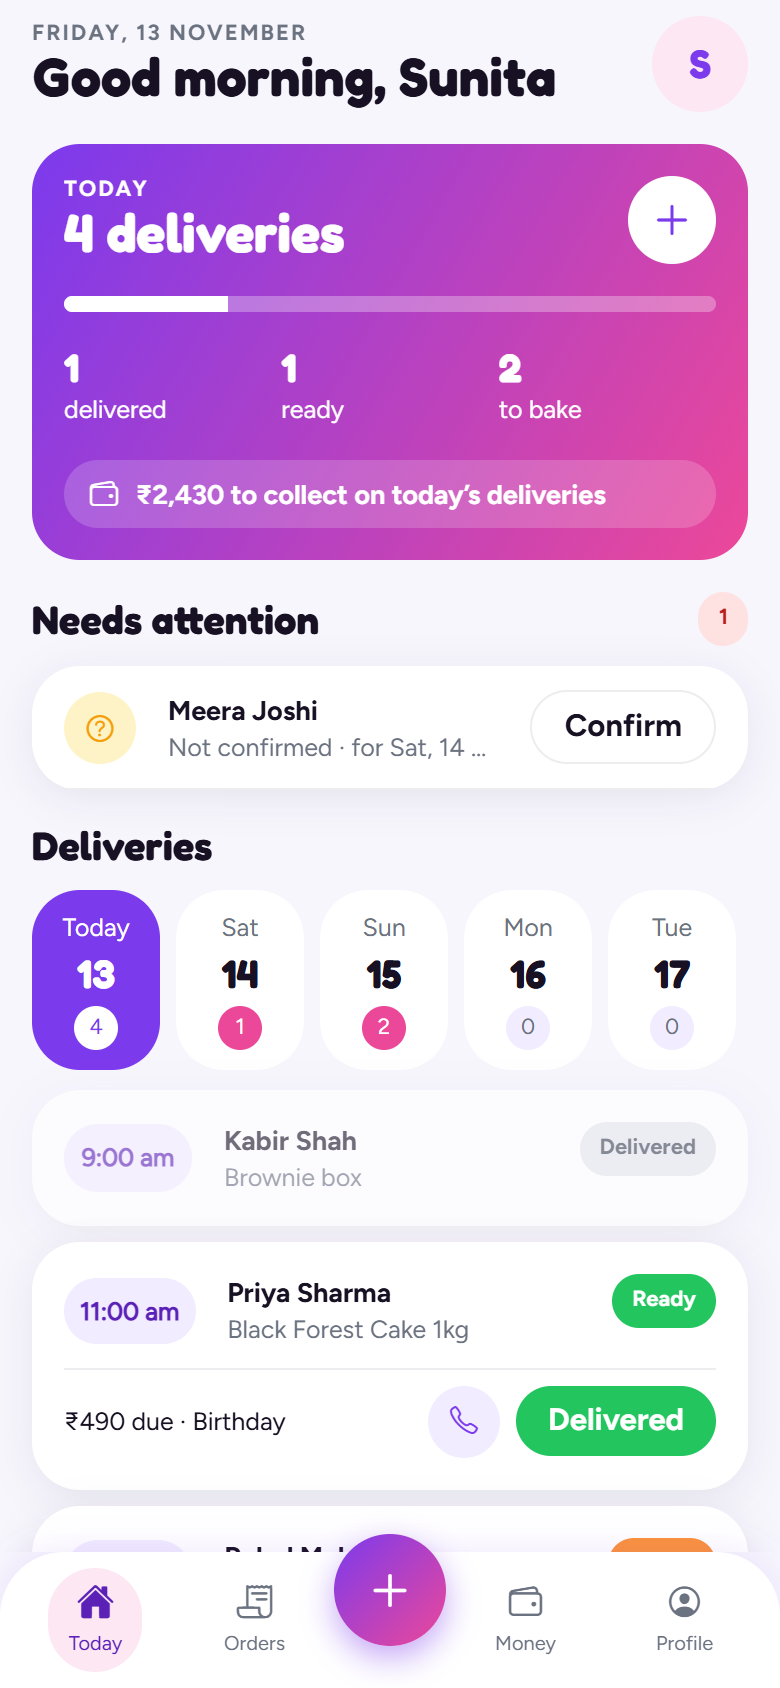 FRIDAY, 13 NOVEMBER
Good morning, Sunita
S
TODAY
4 deliveries
1
delivered
1
ready
2
to bake
₹2,430 to collect on today's deliveries
Needs attention
1
Meera Joshi
Not confirmed · for Sat, 14 ...
Confirm
Deliveries
Today
13
4
Sat
14
1
Sun
15
2
Mon
16
0
Tue
17
0
9:00 am
Kabir Shah
Brownie box
Delivered
11:00 am
Priya Sharma
Black Forest Cake 1kg
Ready
₹490 due · Birthday
Delivered
Today
Orders
Money
Profile